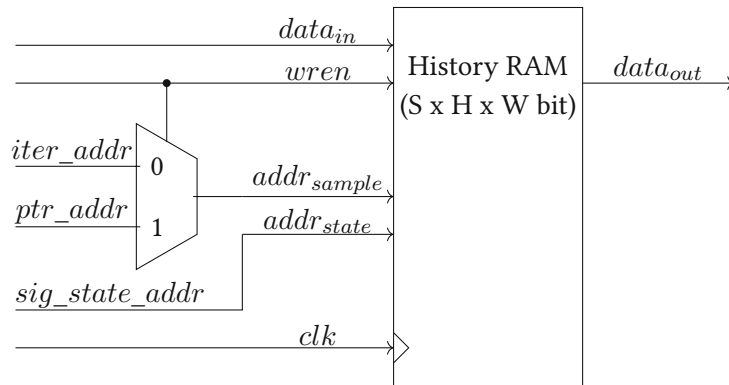 data_in
wren
History RAM
(S x H x W bit)
data_out
iter_addr
0
addr_sample
ptr_addr
1
addr_state
sig_state_addr
clk